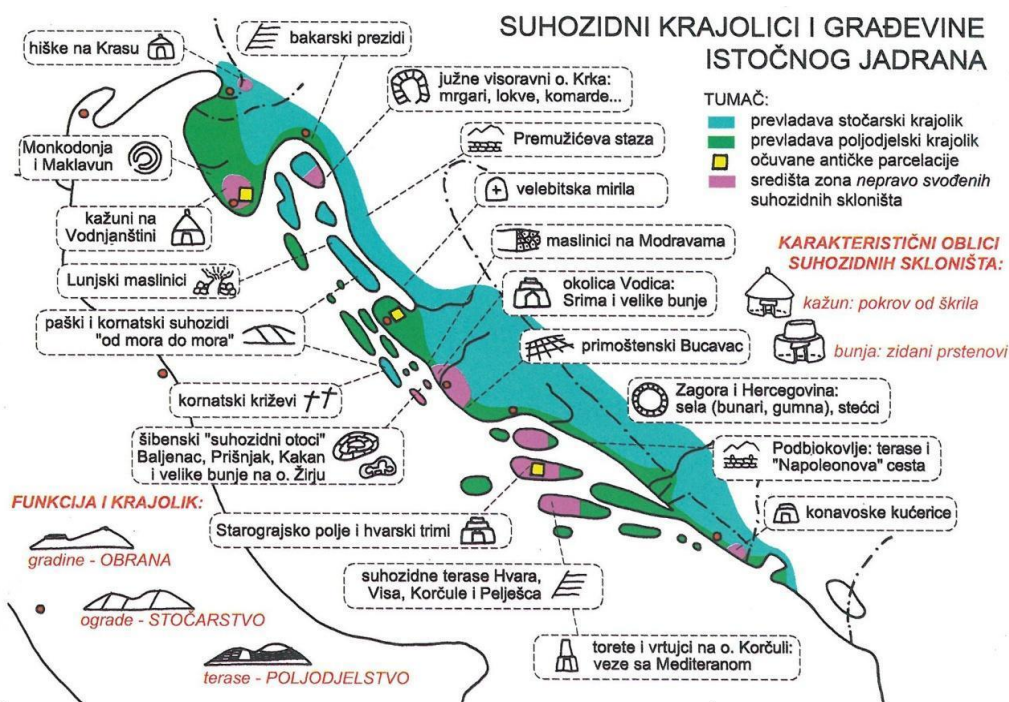 SUHOZIDNI KRAJOLICI I GRAĐEVINE
ISTOČNOG JADRANA
TUMAČ:
prevladava stočarski krajolik
prevladava poljodjelski krajolik
očuvane antičke parcelacije
središta zona nepravo svođenih
suhozidnih skloništa
hiške na Krasu
bakarski prezidi
južne visoravni o. Krka:
mrgari, lokve, komarde...
Premužićeva staza
Monkodonja
i Maklavun
velebitska mirila
kažuni na
Vodnjanštini
maslinici na Modravama
KARAKTERISTIČNI OBLICI
SUHOZIDNIH SKLONIŠTA:
Lunjski maslinici
okolica Vodica:
Srima i velike bunje
kažun: pokrov od škrila
paški i kornatski suhozidi
"od mora do mora"
primoštenski Bucavac
bunja: zidani prstenovi
kornatski križevi
Zagora i Hercegovina:
sela (bunari, gumna), stećci
šibenski "suhozidni otoci"
Baljenac, Prišnjak, Kakan
i velike bunje na o. Žirju
Podbiokovlje: terase i
"Napoleonova" cesta
FUNKCIJA I KRAJOLIK:
Starograjsko polje i hvarski trimi
konavoske kućerice
gradine - OBRANA
suhozidne terase Hvara,
Visa, Korčule i Pelješca
ograde - STOČARSTVO
torete i vrtujci na o. Korčuli:
veze sa Mediteranom
terase - POLJODJELSTVO